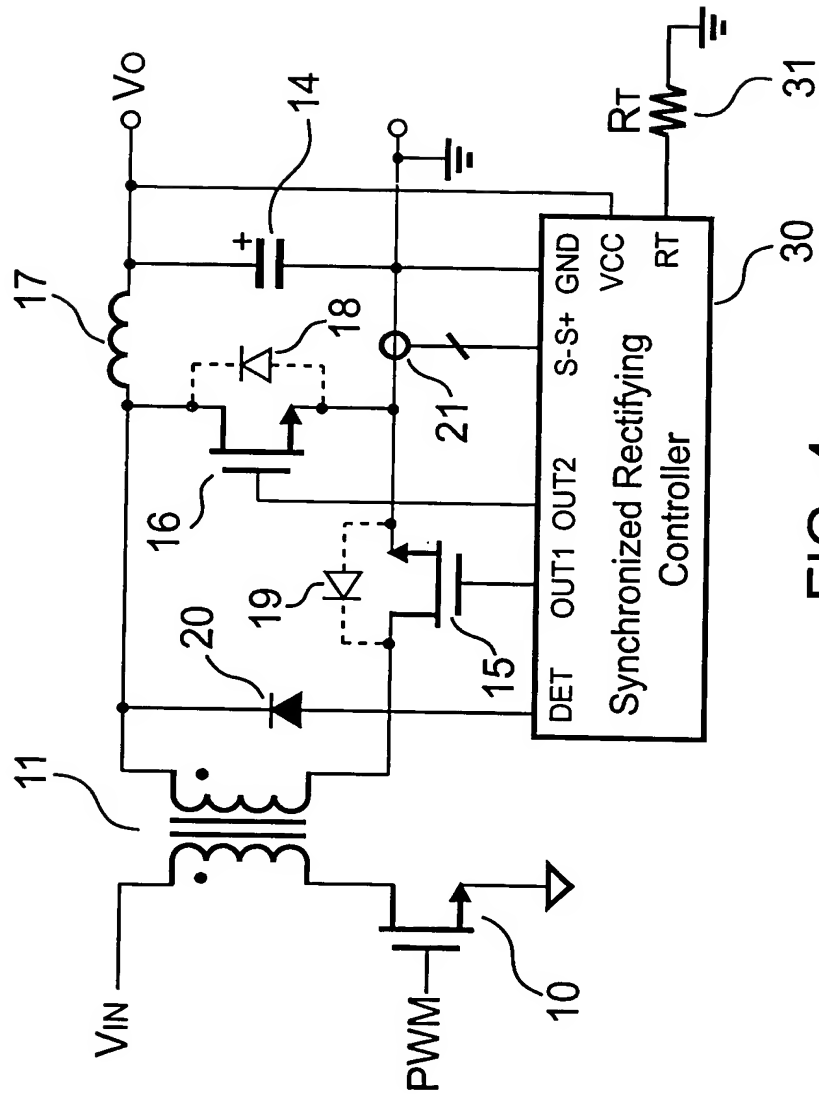 VIN
11
20
17
VO
14
18
16
19
21
15
PWM
10
DET OUT1 OUT2 S-S+ GND
VCC
RT
Synchronized Rectifying
Controller
RT
31
30
FIG